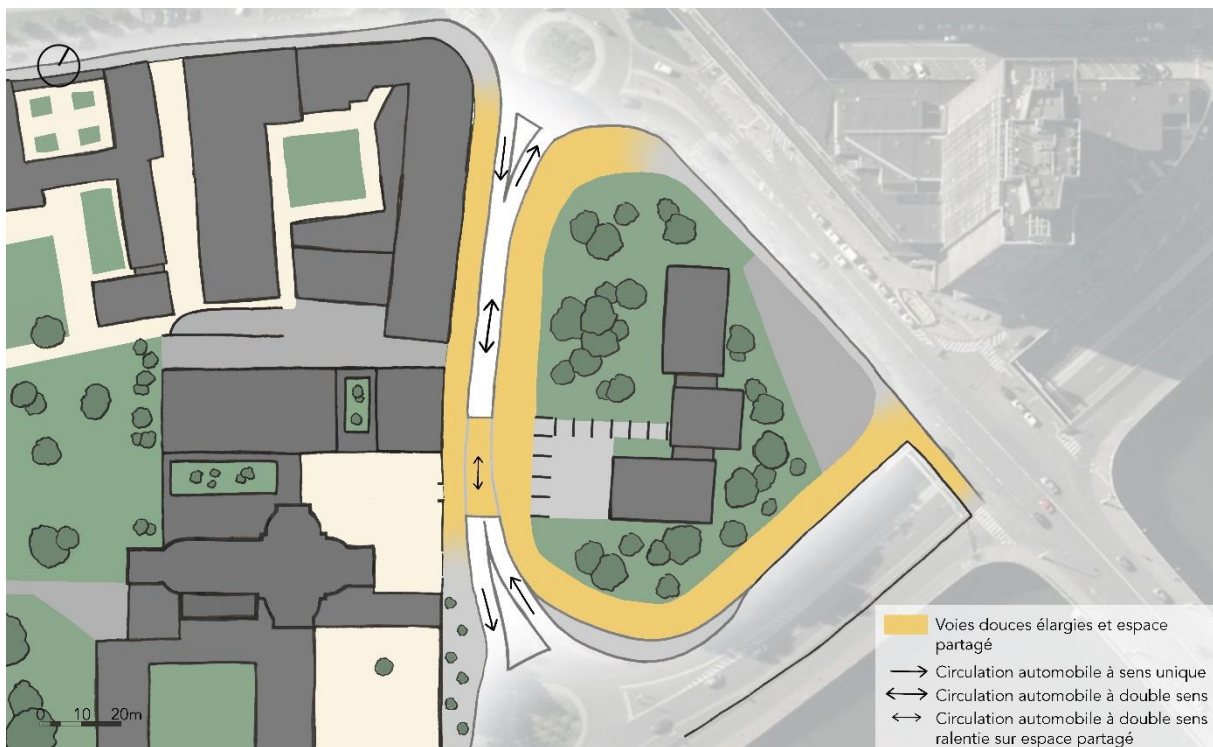 Voies douces élargies et espace
partagé
Circulation automobile à sens unique
Circulation automobile à double sens
Circulation automobile à double sens
ralentie sur espace partagé
0 10 20m